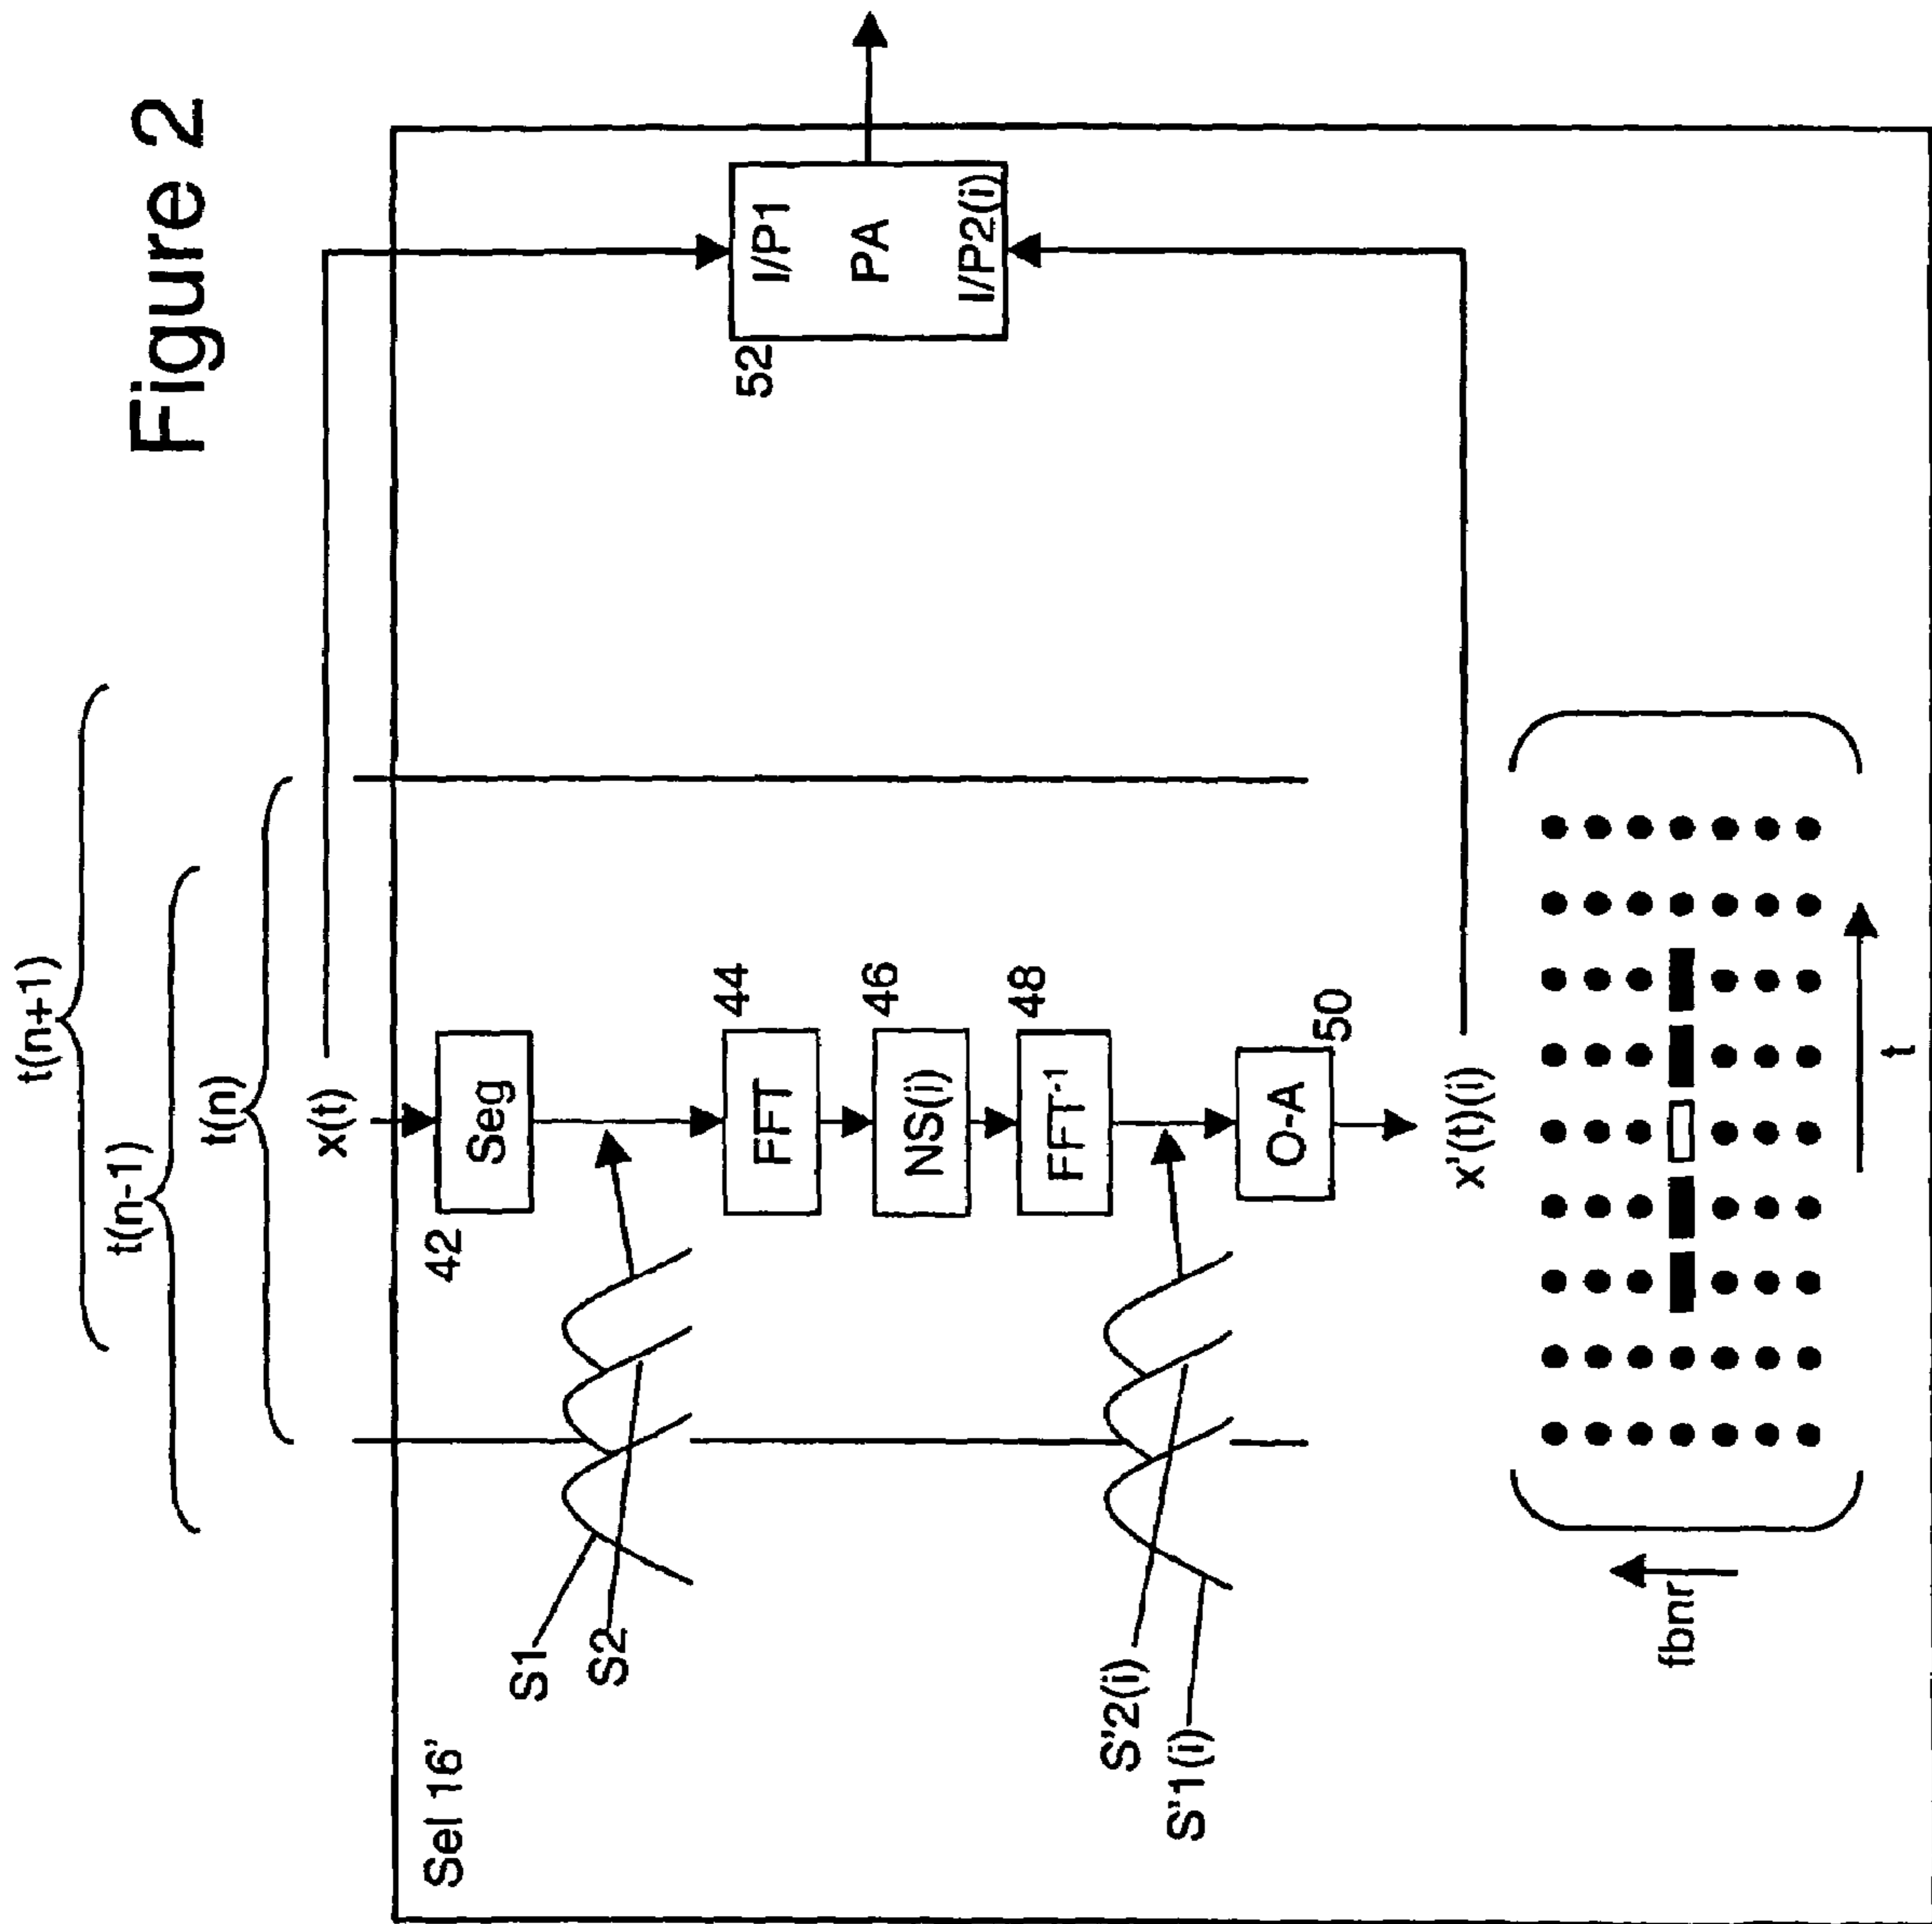 Figure 2
t(n+1)
t(n-1)
t(n)
x(t)
Sel 16'
42
Seg
S1
S2
44
FFT
46
NS(i)
48
FFT-1
S'2(i)
S'1(i)
O-A
50
x'(t)(i)
52
I/P1
PA
I/P2(i)
fbnr
t